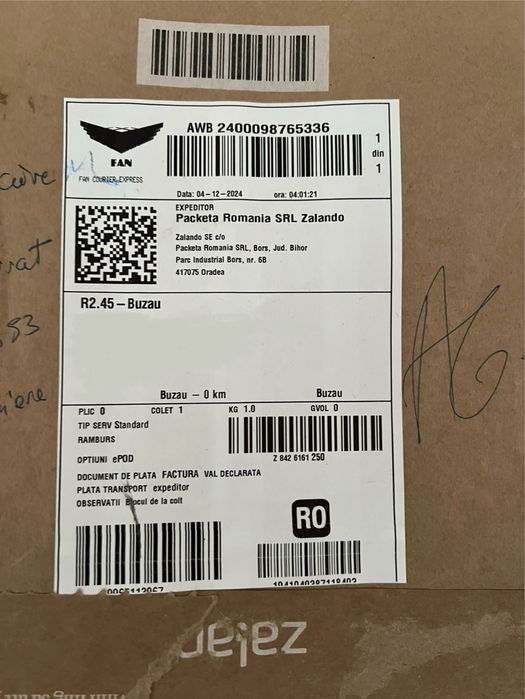 AWB 2400098765336
1
din
1
FAN
FAN COURIER EXPRESS
Data: 04-12-2024 ora: 04:01:21
EXPEDITOR
Packeta Romania SRL Zalando
Zalando SE c/o
Packeta Romania SRL, Bors, Jud. Bihor
Parc Industrial Bors, nr. 6B
417075 Oradea
R2.45-Buzau
Buzau - 0 km Buzau
PLIC 0 COLET 1 KG 1.0 GVOL 0
TIP SERV Standard
RAMBURS
Z 842 6161 250
OPTIUNI ePOD
DOCUMENT DE PLATA FACTURA VAL DECLARATA
PLATA TRANSPORT expeditor
OBSERVATII Blocul de la colt
RO